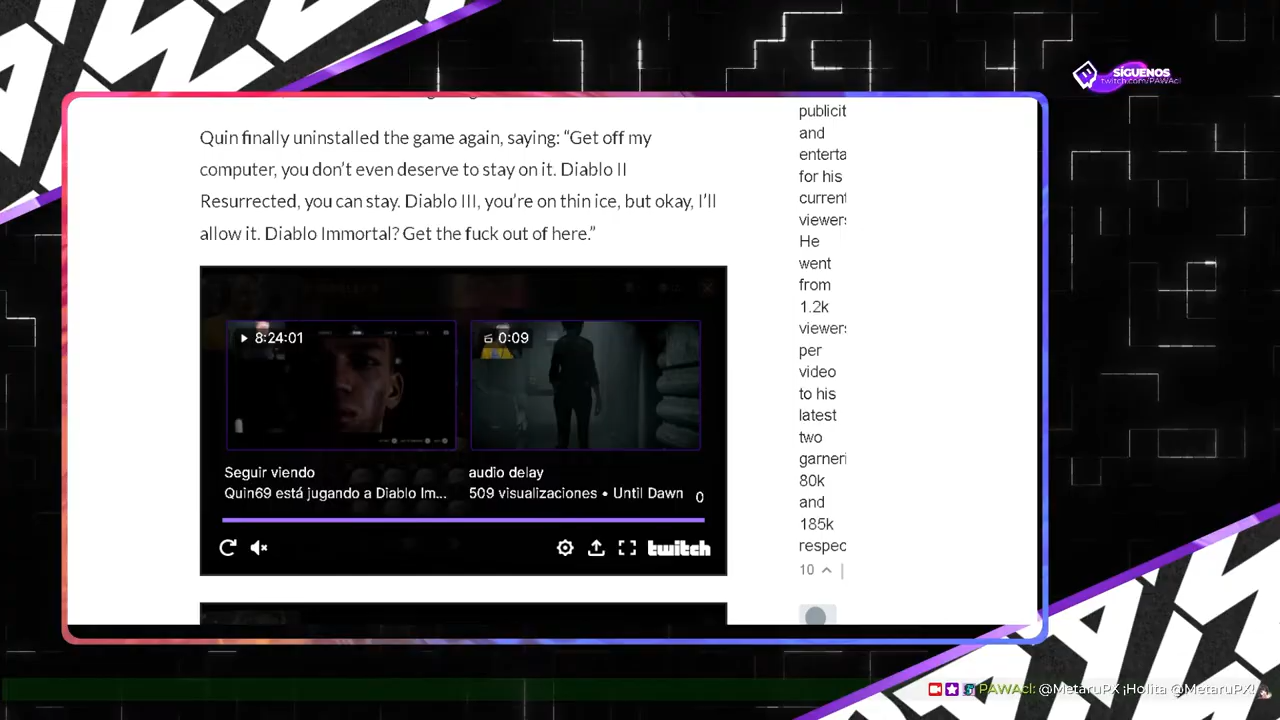 SÍGUENOS
Twitch.com/PAWAcl
Quin finally uninstalled the game again, saying: “Get off my
computer, you don’t even deserve to stay on it. Diablo II
Resurrected, you can stay. Diablo III, you’re on thin ice, but okay, I’ll
allow it. Diablo Immortal? Get the fuck out of here.”
8:24:01
0:09
Seguir viendo
Quin69 está jugando a Diablo Im...
audio delay
509 visualizaciones • Until Dawn
0
twitch
publicit
and
enterta
for his
current
viewers
He
went
from
1.2k
viewers
per
video
to his
latest
two
garneri
80k
and
185k
respec
10
PAWAcl: @MetaruPX ¡Holita @MetaruPX!